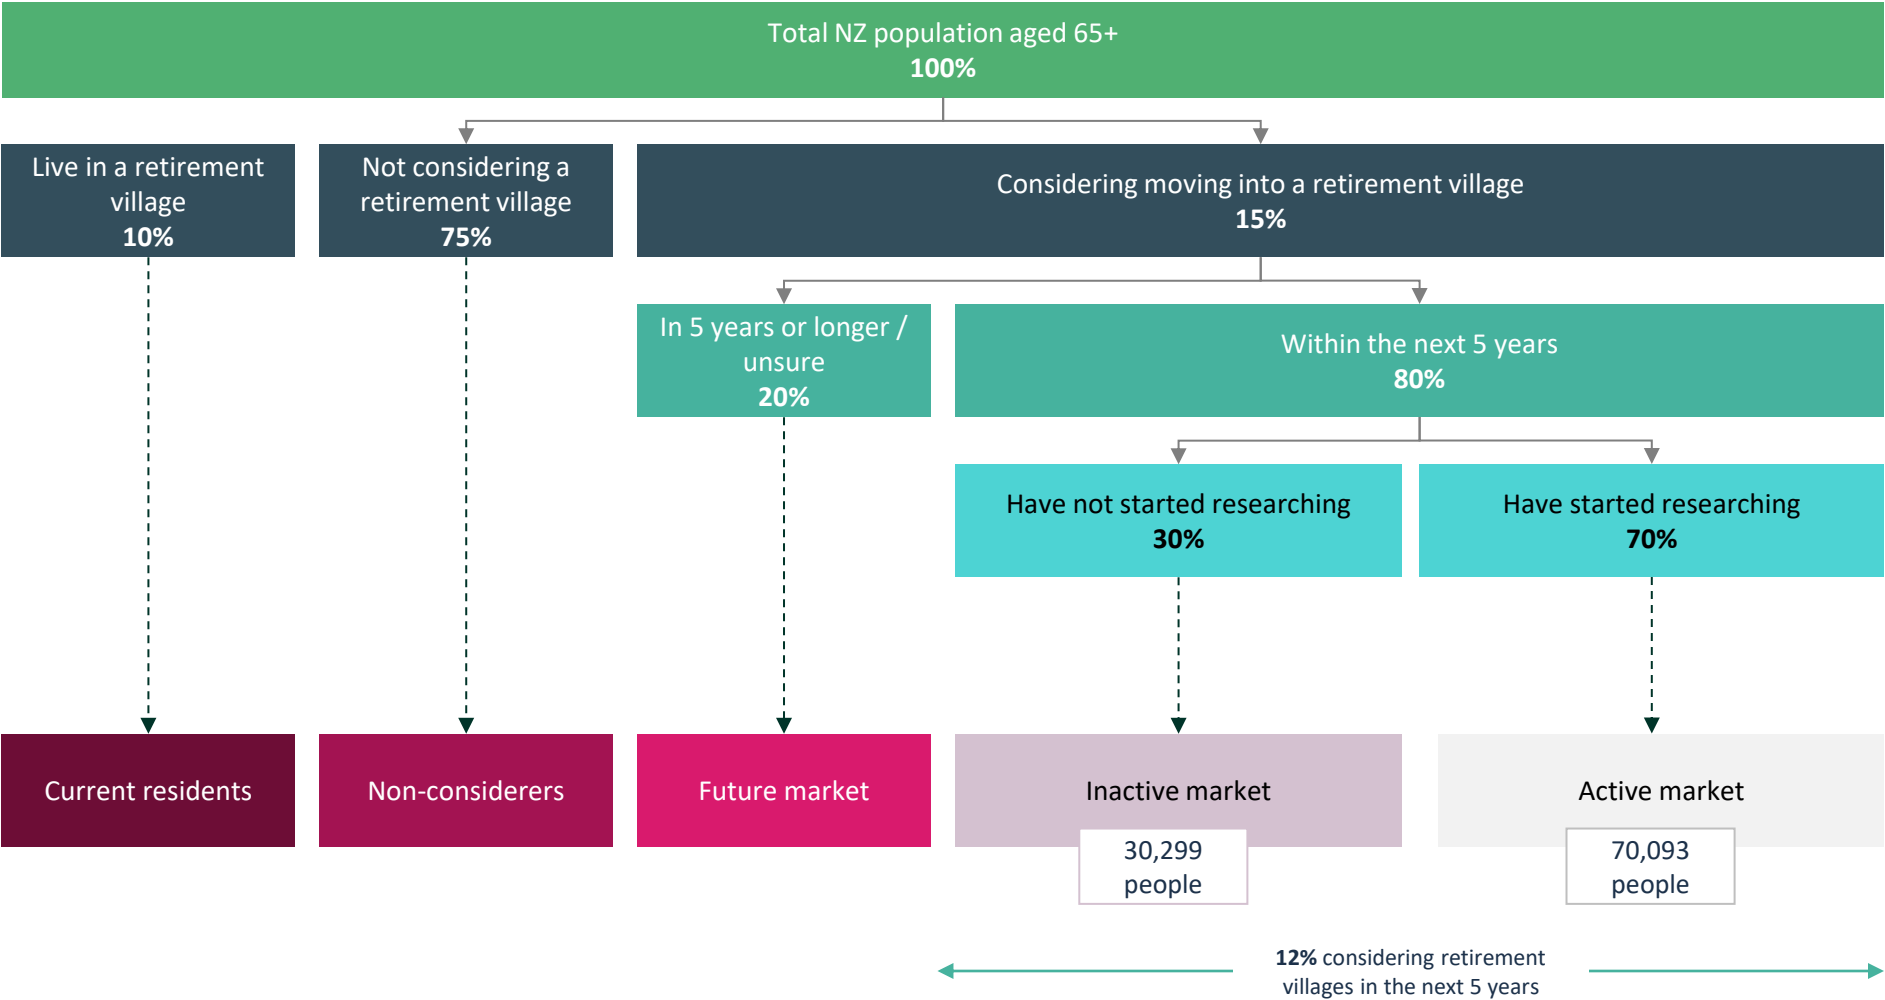 Total NZ population aged 65+
100%
Live in a retirement
village
10%
Not considering a
retirement village
75%
Considering moving into a retirement village
15%
In 5 years or longer /
unsure
20%
Within the next 5 years
80%
Have not started researching
30%
Have started researching
70%
Current residents
Non-considerers
Future market
Inactive market
30,299
people
Active market
70,093
people
12% considering retirement
villages in the next 5 years